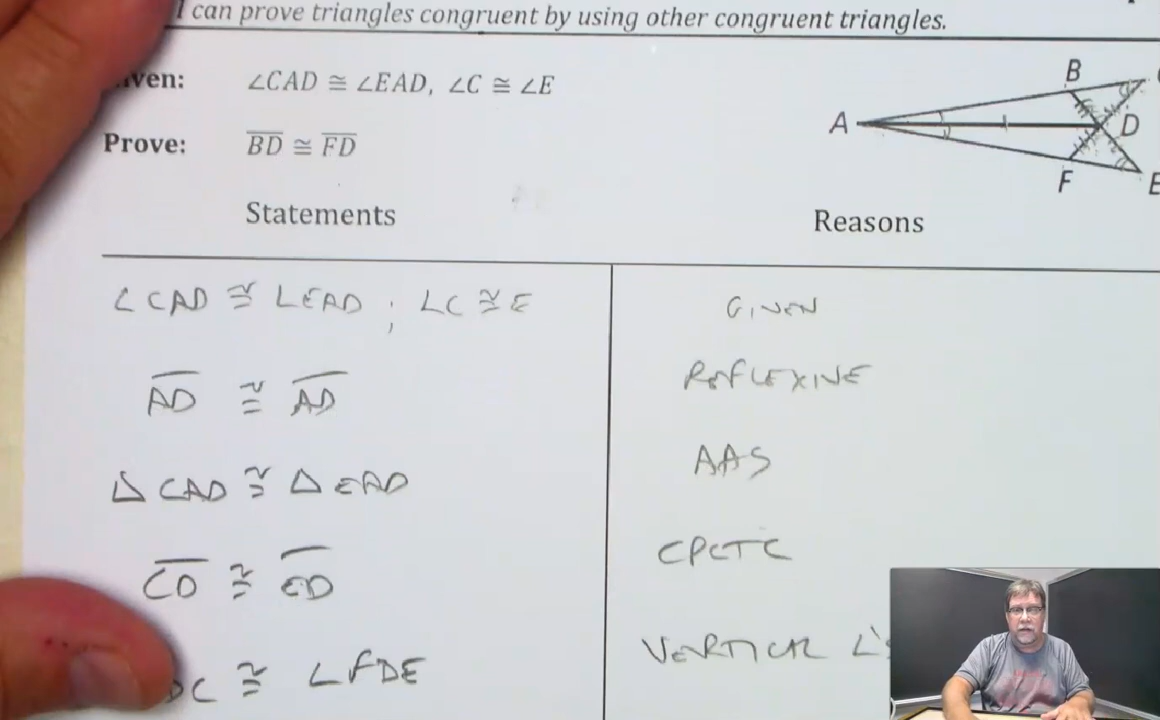 I can prove triangles congruent by using other congruent triangles.
∠CAD ≅ ∠EAD, ∠C ≅ ∠E
Prove: BD ≅ FD
Statements
Reasons
B
A
D
F
E
∠CAD ≅ ∠EAD ; ∠C ≅ E
GIVEN
AD ≅ AD
REFLEXIVE
△CAD ≅ △EAD
AAS
CD ≅ ED
CPCTC
DC ≅ ∠FDE
VERTICAL ∠'s